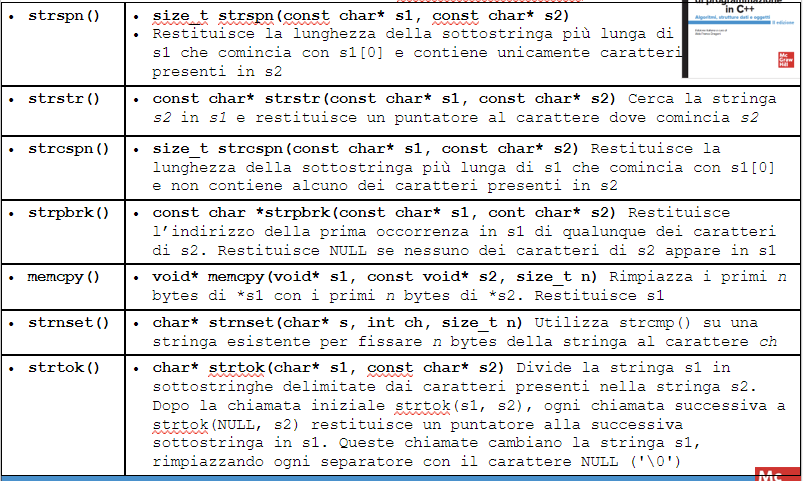 di programmazione
in C++
Algoritmi, strutture dati e oggetti
II edizione
Mc
Graw
Hill
• strspn()
• size_t strspn(const char* s1, const char* s2)
• Restituisce la lunghezza della sottostringa più lunga di
s1 che comincia con s1[0] e contiene unicamente caratteri
presenti in s2
• strstr()
• const char* strstr(const char* s1, const char* s2) Cerca la stringa
s2 in s1 e restituisce un puntatore al carattere dove comincia s2
• strcspn()
• size_t strcspn(const char* s1, const char* s2) Restituisce la
lunghezza della sottostringa più lunga di s1 che comincia con s1[0]
e non contiene alcuno dei caratteri presenti in s2
• strpbrk()
• const char *strpbrk(const char* s1, cont char* s2) Restituisce
l’indirizzo della prima occorrenza in s1 di qualunque dei caratteri
di s2. Restituisce NULL se nessuno dei caratteri di s2 appare in s1
• memcpy()
• void* memcpy(void* s1, const void* s2, size_t n) Rimpiazza i primi n
bytes di *s1 con i primi n bytes di *s2. Restituisce s1
• strnset()
• char* strnset(char* s, int ch, size_t n) Utilizza strcmp() su una
stringa esistente per fissare n bytes della stringa al carattere ch
• strtok()
• char* strtok(char* s1, const char* s2) Divide la stringa s1 in
sottostringhe delimitate dai caratteri presenti nella stringa s2.
Dopo la chiamata iniziale strtok(s1, s2), ogni chiamata successiva a
strtok(NULL, s2) restituisce un puntatore alla successiva
sottostringa in s1. Queste chiamate cambiano la stringa s1,
rimpiazzando ogni separatore con il carattere NULL ('\0')
Mc